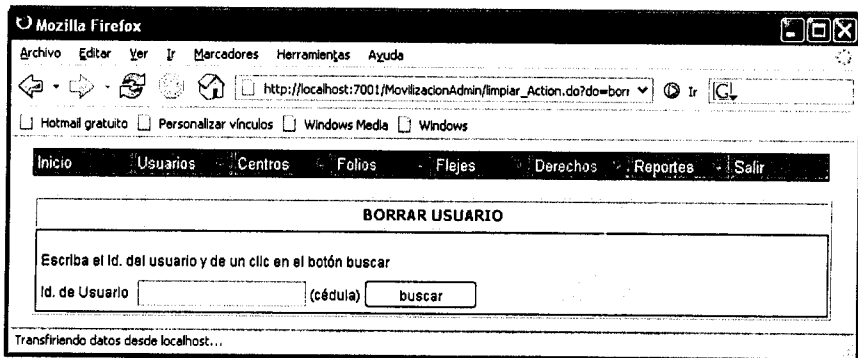 Mozilla Firefox
Archivo Editar Ver Ir Marcadores Herramientas Ayuda
http://localhost:7001/MovilizacionAdmin/limpiar_Action.do?do=borr Ir G
Hotmail gratuito Personalizar vínculos Windows Media Windows
Inicio Usuarios Centros Folios Flejes Derechos Reportes Salir
BORRAR USUARIO
Escriba el Id. del usuario y de un clic en el botón buscar
Id. de Usuario (cédula) buscar
Transfiriendo datos desde localhost...